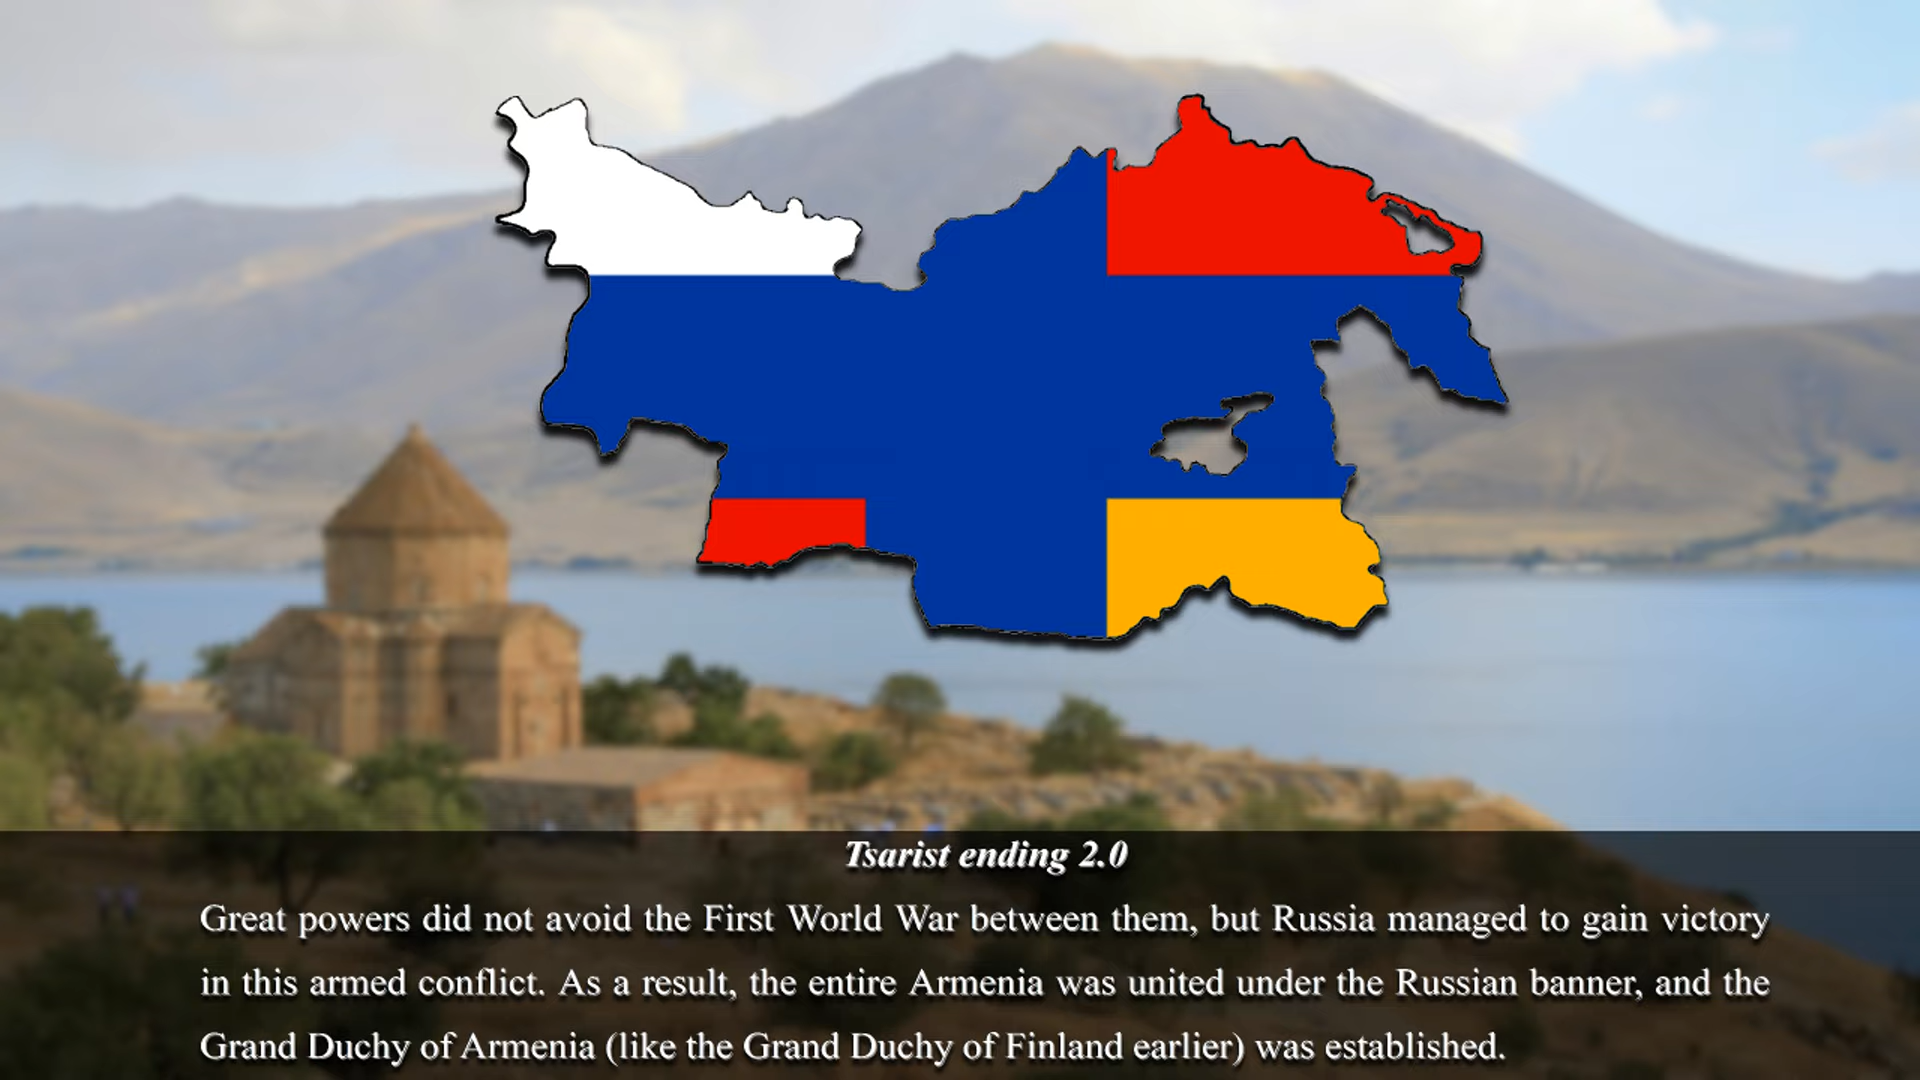 Tsarist ending 2.0
Great powers did not avoid the First World War between them, but Russia managed to gain victory
in this armed conflict. As a result, the entire Armenia was united under the Russian banner, and the
Grand Duchy of Armenia (like the Grand Duchy of Finland earlier) was established.